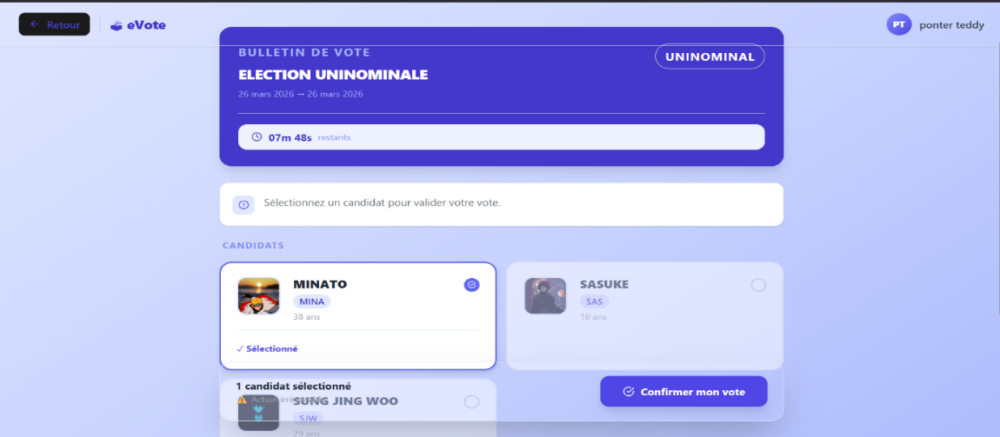 Retour
eVote
PT
ponter teddy
BULLETIN DE VOTE
UNINOMINAL
ELECTION UNINOMINALE
26 mars 2026 → 26 mars 2026
07m 48s restants
Sélectionnez un candidat pour valider votre vote.
CANDIDATS
MINATO
MINA
38 ans
✓ Sélectionné
SASUKE
SAS
18 ans
1 candidat sélectionné
Action
Confirmer mon vote
SUNG JING WOO
SJW
29 ans